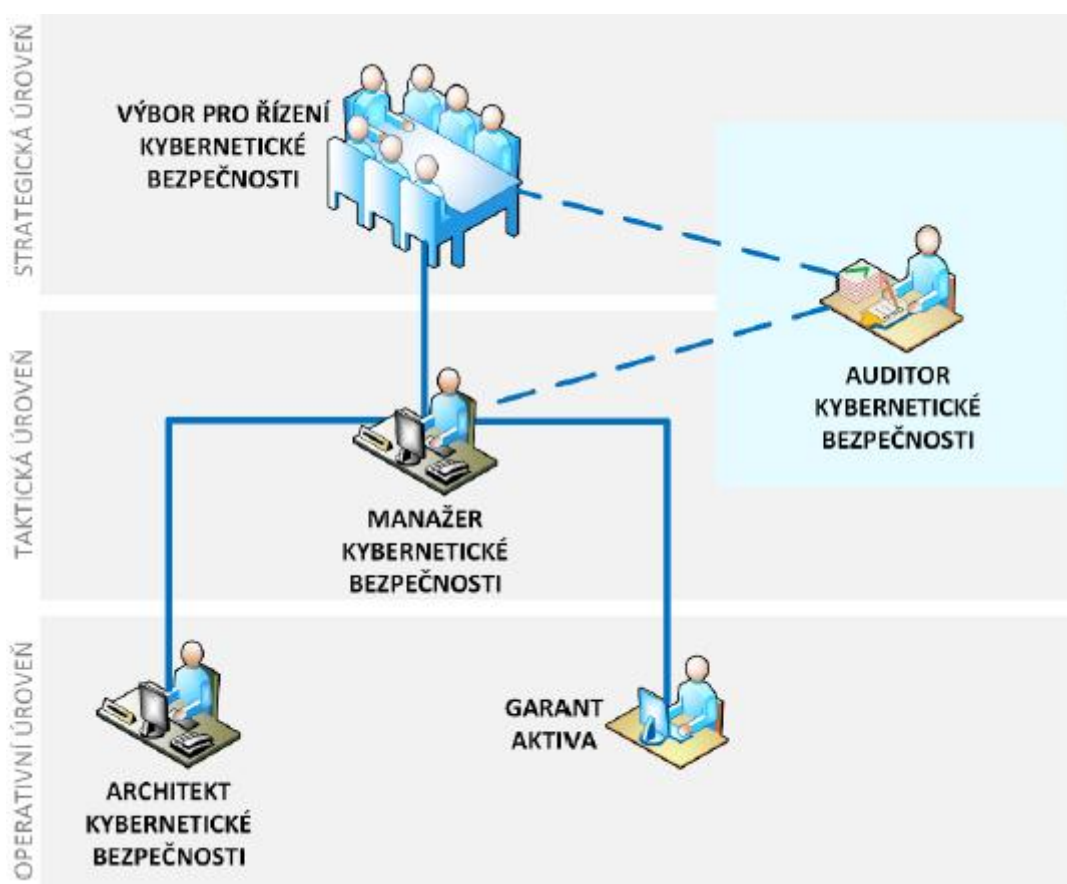 STRATEGICKÁ ÚROVEŇ
VÝBOR PRO ŘÍZENÍ
KYBERNETICKÉ
BEZPEČNOSTI
AUDITOR
KYBERNETICKÉ
BEZPEČNOSTI
TAKTICKÁ ÚROVEŇ
MANAŽER
KYBERNETICKÉ
BEZPEČNOSTI
OPERATIVNÍ ÚROVEŇ
ARCHITEKT
KYBERNETICKÉ
BEZPEČNOSTI
GARANT
AKTIVA